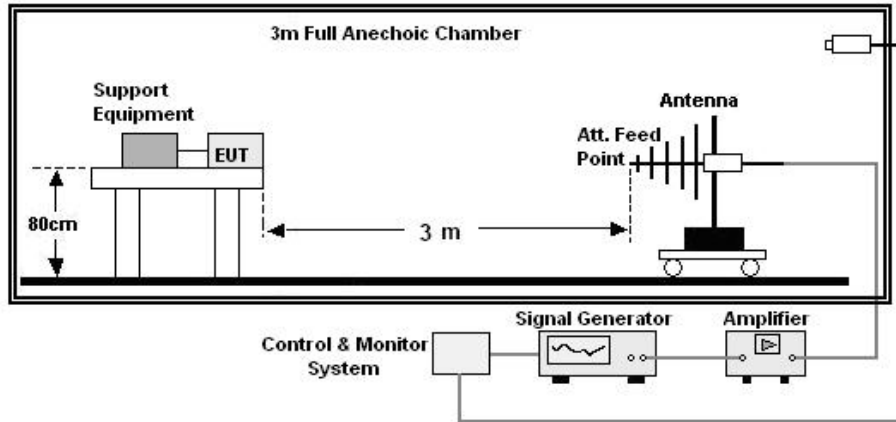 3m Full Anechoic Chamber
Support
Equipment
EUT
80cm
3 m
Antenna
Att. Feed
Point
Signal Generator
Amplifier
Control & Monitor
System